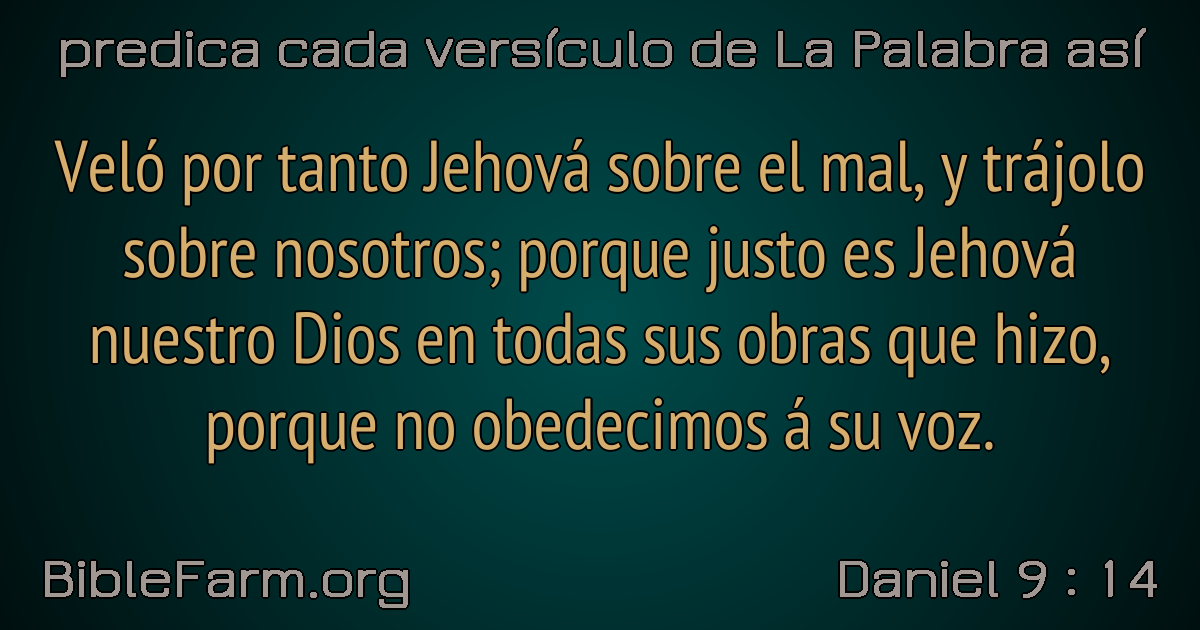 predica cada versículo de La Palabra así
Veló por tanto Jehová sobre el mal, y trájolo
sobre nosotros; porque justo es Jehová
nuestro Dios en todas sus obras que hizo,
porque no obedecimos á su voz.
BibleFarm.org
Daniel 9 : 14